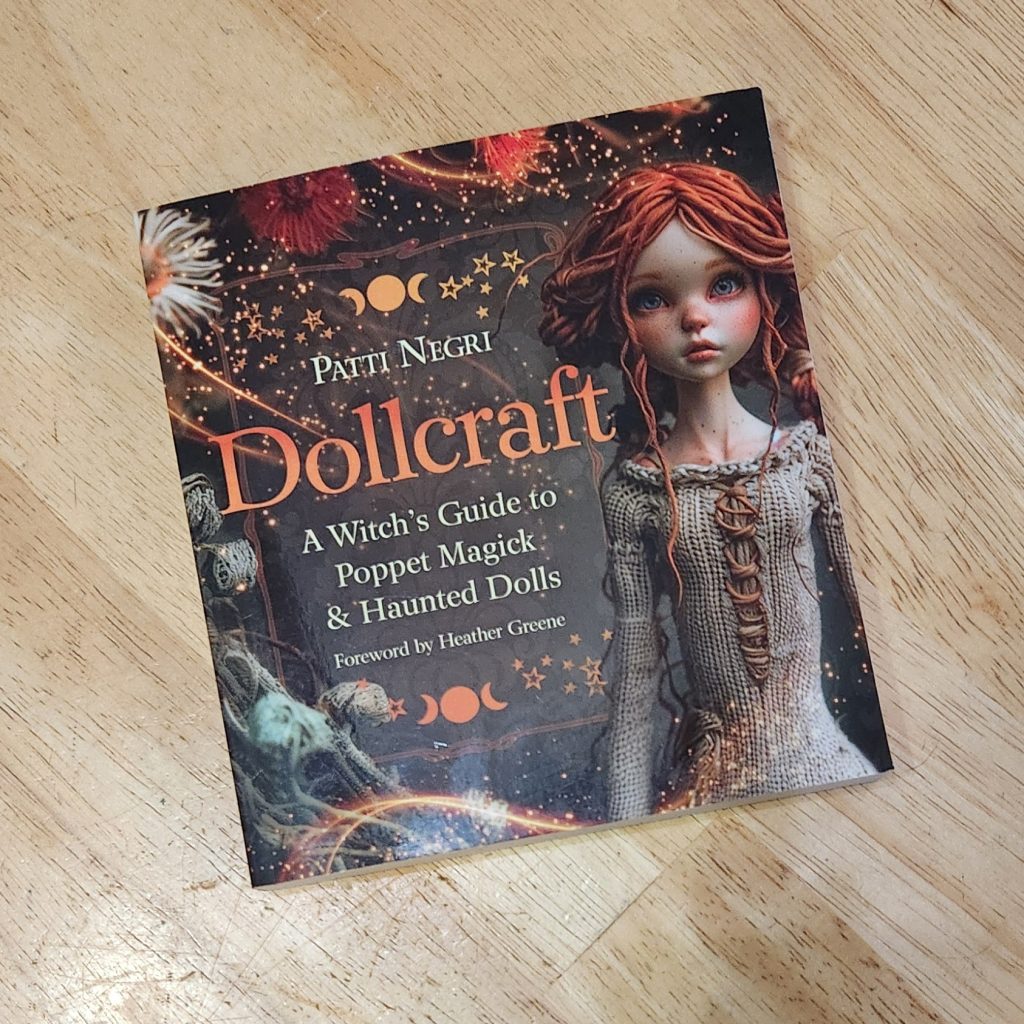 Patti Negri
Dollcraft
A Witch's Guide to
Poppet Magick
& Haunted Dolls
Foreword by Heather Greene